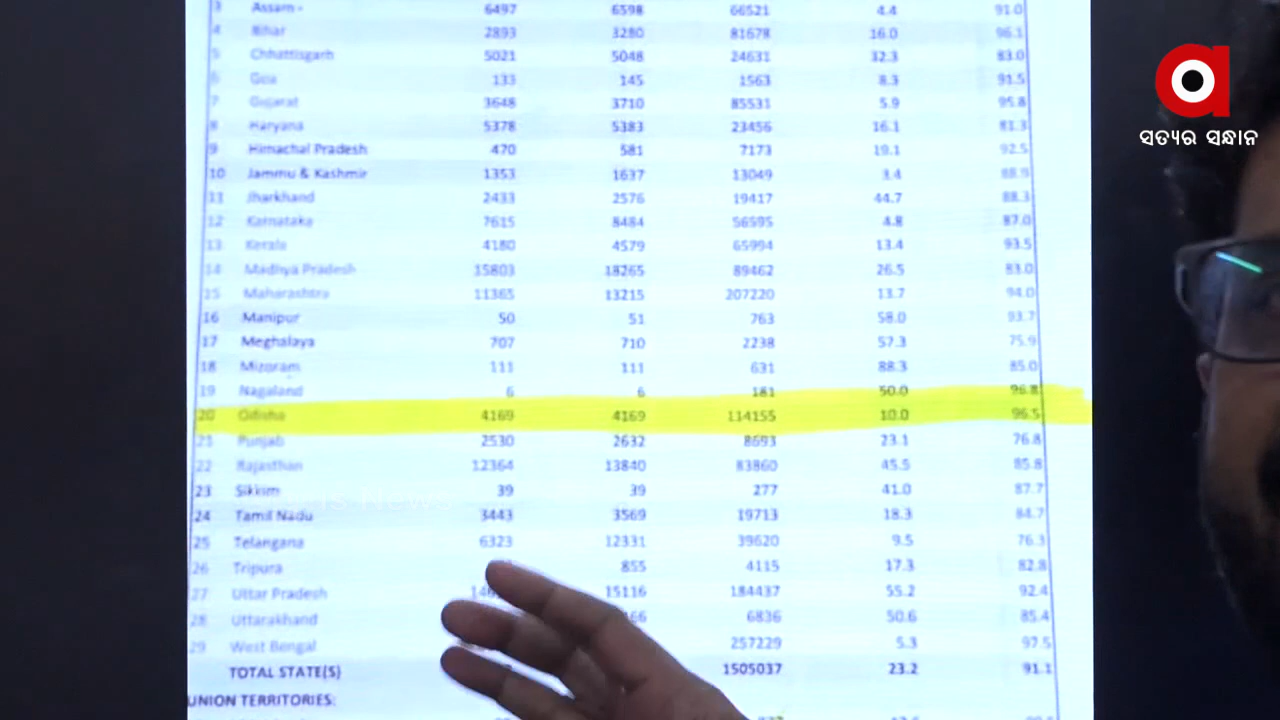 3 Assam - 6497 6598 66521 4.4 91.0
4 Bihar 2893 3280 81678 16.0 96.1
5 Chhattisgarh 5021 5048 24631 32.3 83.0
6 Goa 133 145 1563 8.3 91.5
7 Gujarat 3648 3710 85531 5.9 95.8
8 Haryana 5378 5383 23456 16.1 81.3
9 Himachal Pradesh 470 581 7173 19.1 92.5
10 Jammu & Kashmir 1353 1637 13049 3.4 88.9
11 Jharkhand 2433 2576 19417 44.7 88.3
12 Karnataka 7615 8484 56595 4.8 87.0
13 Kerala 4180 4579 65994 13.4 93.5
14 Madhya Pradesh 15803 18265 89462 26.5 83.0
15 Maharashtra 11365 13215 207220 13.7 94.0
16 Manipur 50 51 763 58.0 93.7
17 Meghalaya 707 710 2238 57.3 75.9
18 Mizoram 111 111 631 88.3 85.0
19 Nagaland 6 6 181 50.0 96.8
20 Odisha 4169 4169 114155 10.0 96.5
21 Punjab 2530 2632 8693 23.1 76.8
22 Rajasthan 12364 13840 83860 45.5 85.8
23 Sikkim 39 39 277 41.0 87.7
24 Tamil Nadu 3443 3569 19713 18.3 84.7
25 Telangana 6323 12331 39620 9.5 76.3
26 Tripura 855 4115 17.3 82.8
27 Uttar Pradesh 15116 184437 55.2 92.4
28 Uttarakhand 6836 50.6 85.4
29 West Bengal 257229 5.3 97.5
TOTAL STATE(S) 1505037 23.2 91.1
UNION TERRITORIES:
a
ସତ୍ୟର ସନ୍ଧାନ